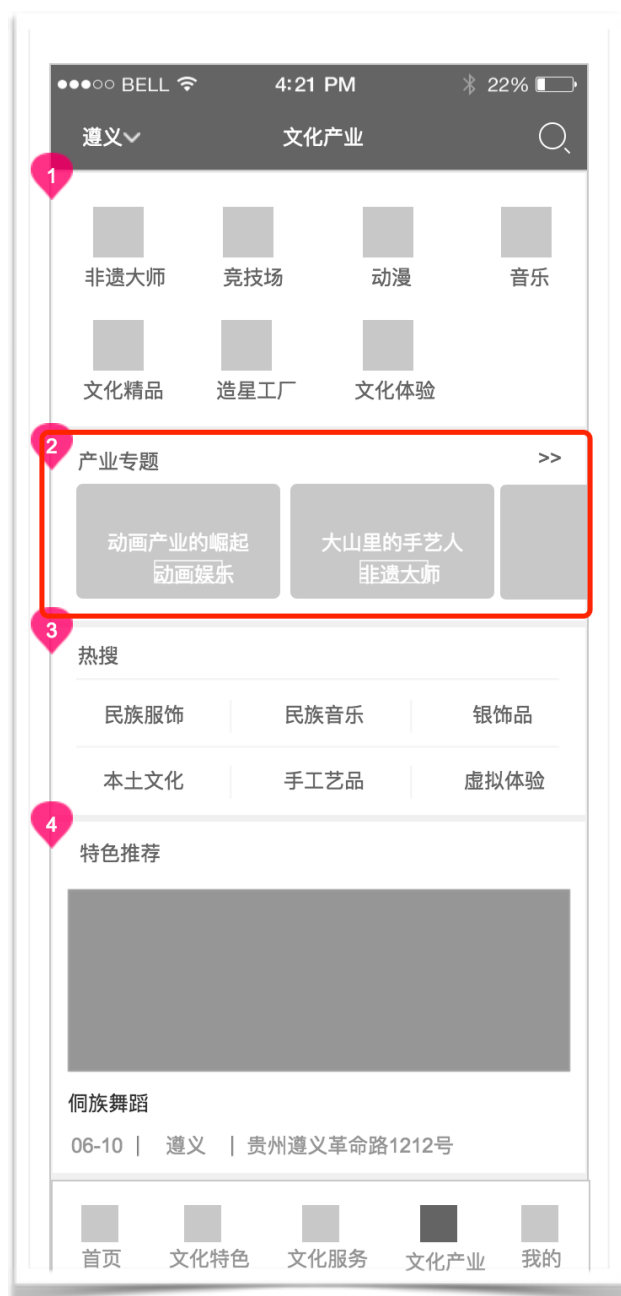 BELL 4:21 PM 22%
遵义 文化产业
1
非遗大师 竞技场 动漫 音乐
文化精品 造星工厂 文化体验
2
产业专题 >>
动画产业的崛起 大山里的手艺人
动画娱乐 非遗大师
3
热搜
民族服饰 民族音乐 银饰品
本土文化 手工艺品 虚拟体验
4
特色推荐
侗族舞蹈
06-10 | 遵义 | 贵州遵义革命路1212号
首页 文化特色 文化服务 文化产业 我的